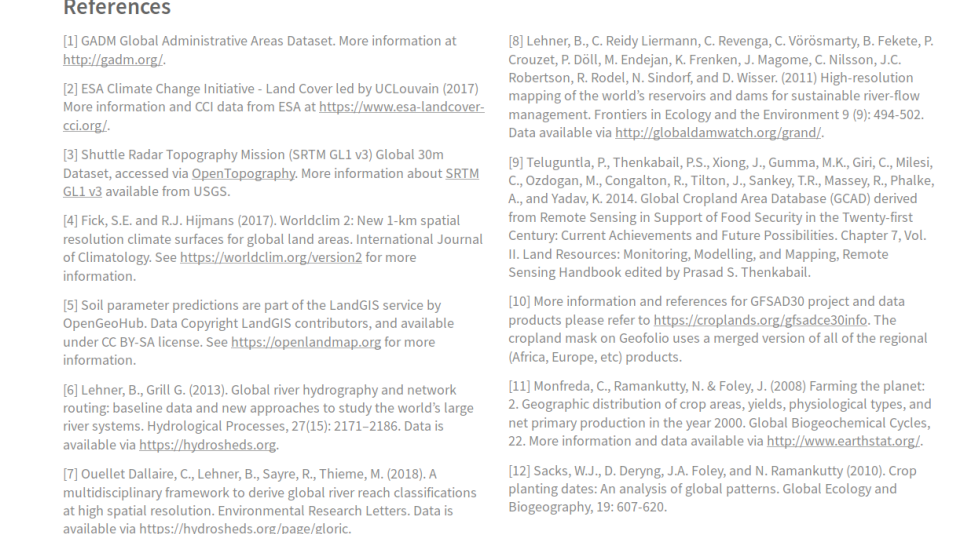 References
[1] GADM Global Administrative Areas Dataset. More information at
http://gadm.org/.
[2] ESA Climate Change Initiative - Land Cover led by UCLouvain (2017)
More information and CCI data from ESA at https://www.esa-landcover-
cci.org/.
[3] Shuttle Radar Topography Mission (SRTM GL1 v3) Global 30m
Dataset, accessed via OpenTopography. More information about SRTM
GL1 v3 available from USGS.
[4] Fick, S.E. and R.J. Hijmans (2017). Worldclim 2: New 1-km spatial
resolution climate surfaces for global land areas. International Journal
of Climatology. See https://worldclim.org/version2 for more
information.
[5] Soil parameter predictions are part of the LandGIS service by
OpenGeoHub. Data Copyright LandGIS contributors, and available
under CC BY-SA license. See https://openlandmap.org for more
information.
[6] Lehner, B., Grill G. (2013). Global river hydrography and network
routing: baseline data and new approaches to study the world's large
river systems. Hydrological Processes, 27(15): 2171–2186. Data is
available via https://hydrosheds.org.
[7] Ouellet Dallaire, C., Lehner, B., Sayre, R., Thieme, M. (2018). A
multidisciplinary framework to derive global river reach classifications
at high spatial resolution. Environmental Research Letters. Data is
available via https://hydrosheds.org/page/gloric.
[8] Lehner, B., C. Reidy Liermann, C. Revenga, C. Vörösmarty, B. Fekete, P.
Crouzet, P. Döll, M. Endejan, K. Frenken, J. Magome, C. Nilsson, J.C.
Robertson, R. Rodel, N. Sindorf, and D. Wisser. (2011) High-resolution
mapping of the world's reservoirs and dams for sustainable river-flow
management. Frontiers in Ecology and the Environment 9 (9): 494-502.
Data available via http://globaldamwatch.org/grand/.
[9] Teluguntla, P., Thenkabail, P.S., Xiong, J., Gumma, M.K., Giri, C., Milesi,
C., Ozdogan, M., Congalton, R., Tilton, J., Sankey, T.R., Massey, R., Phalke,
A., and Yadav, K. 2014. Global Cropland Area Database (GCAD) derived
from Remote Sensing in Support of Food Security in the Twenty-first
Century: Current Achievements and Future Possibilities. Chapter 7, Vol.
II. Land Resources: Monitoring, Modelling, and Mapping, Remote
Sensing Handbook edited by Prasad S. Thenkabail.
[10] More information and references for GFSAD30 project and data
products please refer to https://croplands.org/gfsadce30info. The
cropland mask on Geofolio uses a merged version of all of the regional
(Africa, Europe, etc) products.
[11] Monfreda, C., Ramankutty, N. & Foley, J. (2008) Farming the planet:
2. Geographic distribution of crop areas, yields, physiological types, and
net primary production in the year 2000. Global Biogeochemical Cycles,
22. More information and data available via http://www.earthstat.org/.
[12] Sacks, W.J., D. Deryng, J.A. Foley, and N. Ramankutty (2010). Crop
planting dates: An analysis of global patterns. Global Ecology and
Biogeography, 19: 607-620.